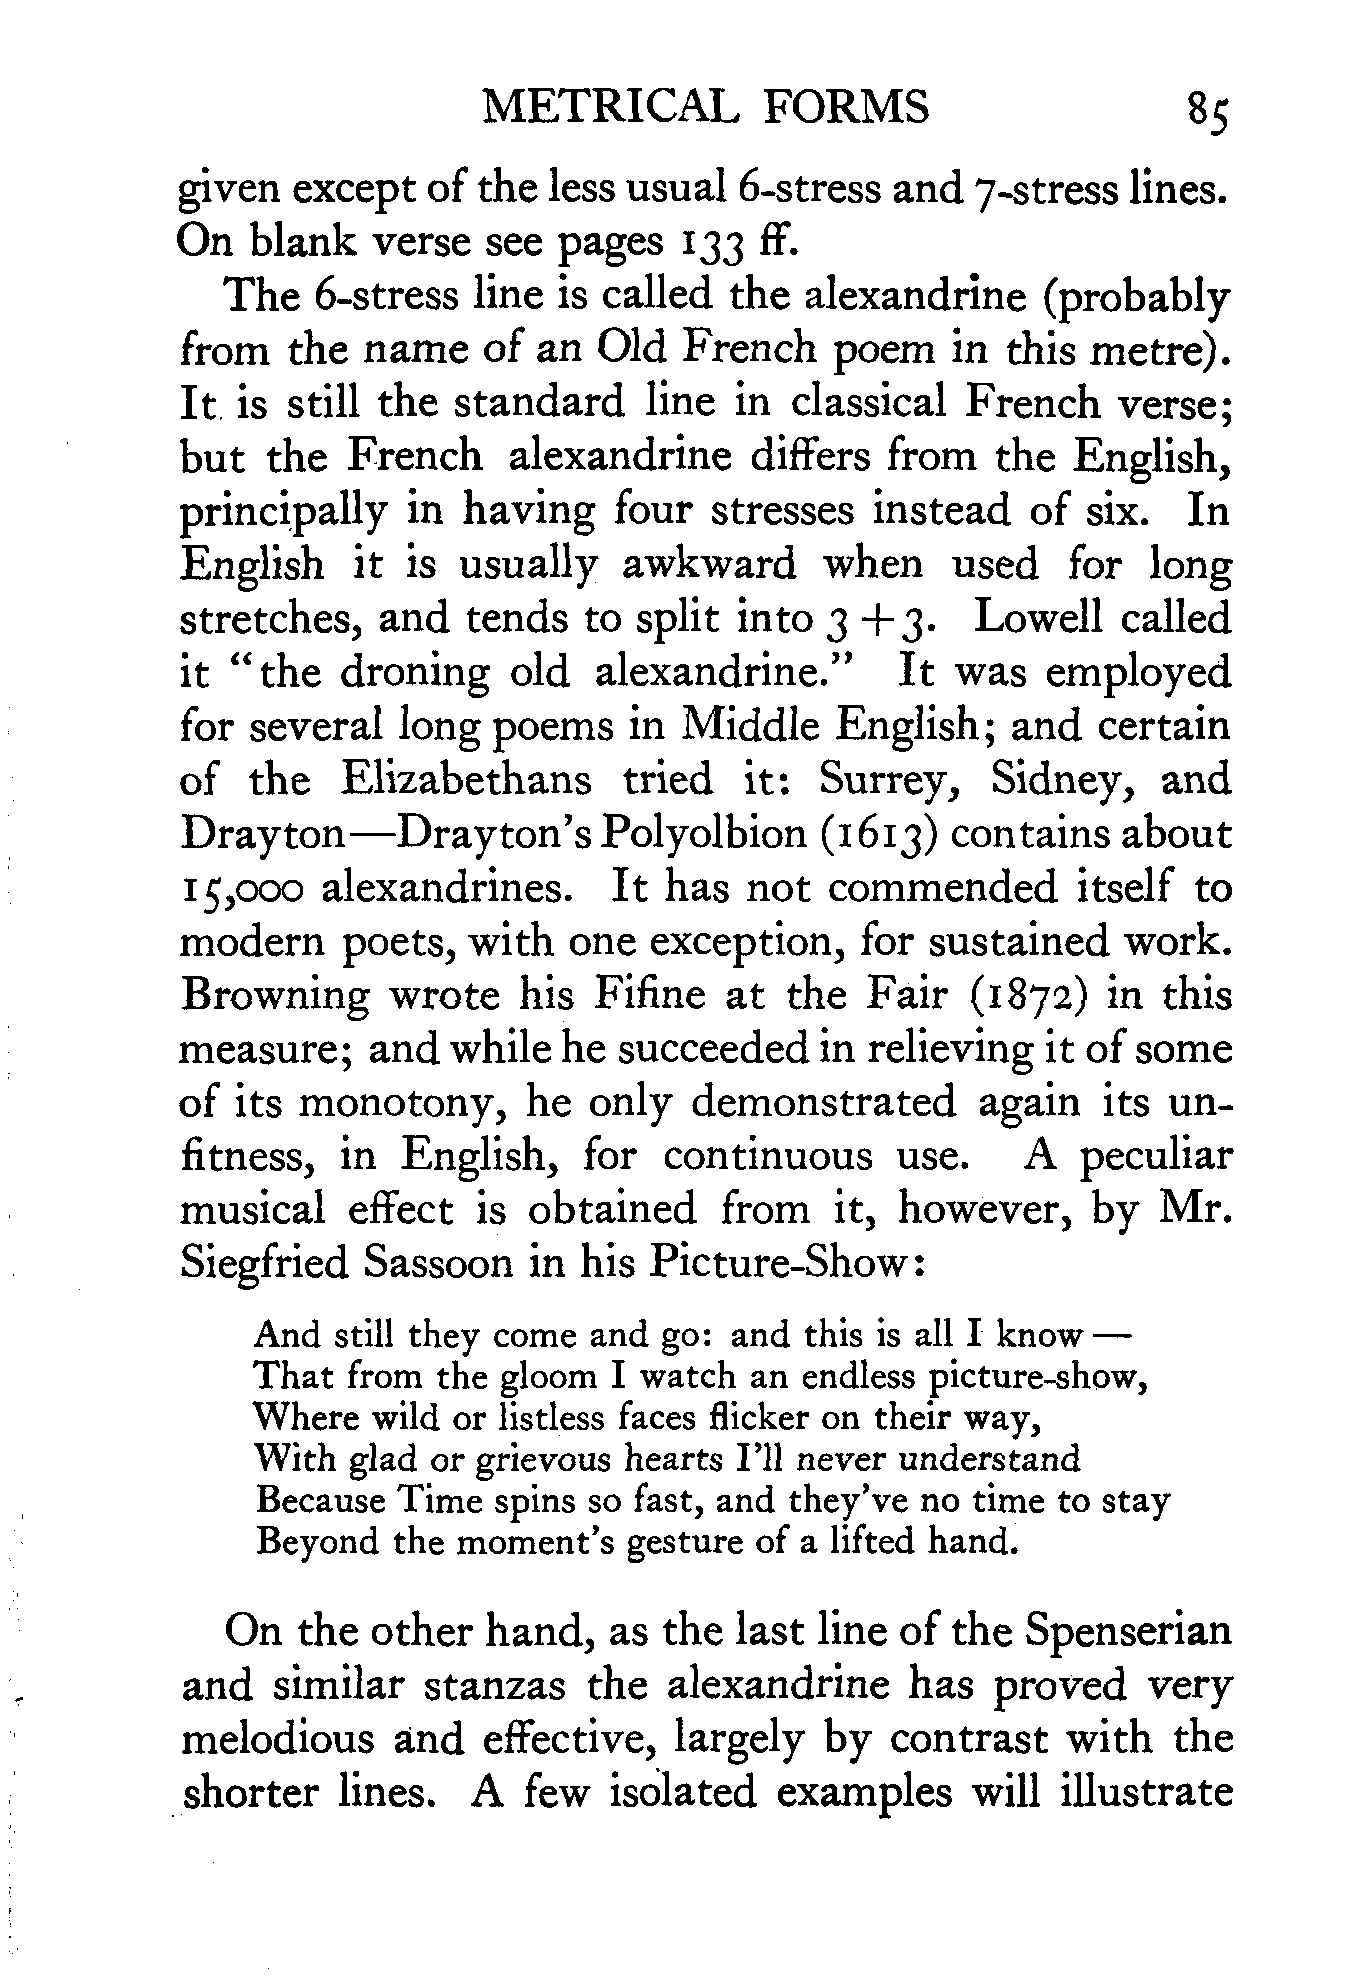 METRICAL FORMS 85
given except of the less usual 6-stress and 7-stress lines.
On blank verse see pages 133 ff.
The 6-stress line is called the alexandrine (probably
from the name of an Old French poem in this metre).
It is still the standard line in classical French verse;
but the French alexandrine differs from the English,
principally in having four stresses instead of six. In
English it is usually awkward when used for long
stretches, and tends to split into 3 + 3. Lowell called
it “the droning old alexandrine.” It was employed
for several long poems in Middle English; and certain
of the Elizabethans tried it: Surrey, Sidney, and
Drayton—Drayton's Polyolbion (1613) contains about
15,000 alexandrines. It has not commended itself to
modern poets, with one exception, for sustained work.
Browning wrote his Fifine at the Fair (1872) in this
measure; and while he succeeded in relieving it of some
of its monotony, he only demonstrated again its un-
fitness, in English, for continuous use. A peculiar
musical effect is obtained from it, however, by Mr.
Siegfried Sassoon in his Picture-Show:
And still they come and go: and this is all I know —
That from the gloom I watch an endless picture-show,
Where wild or listless faces flicker on their way,
With glad or grievous hearts I'll never understand
Because Time spins so fast, and they've no time to stay
Beyond the moment's gesture of a lifted hand.
On the other hand, as the last line of the Spenserian
and similar stanzas the alexandrine has proved very
melodious and effective, largely by contrast with the
shorter lines. A few isolated examples will illustrate